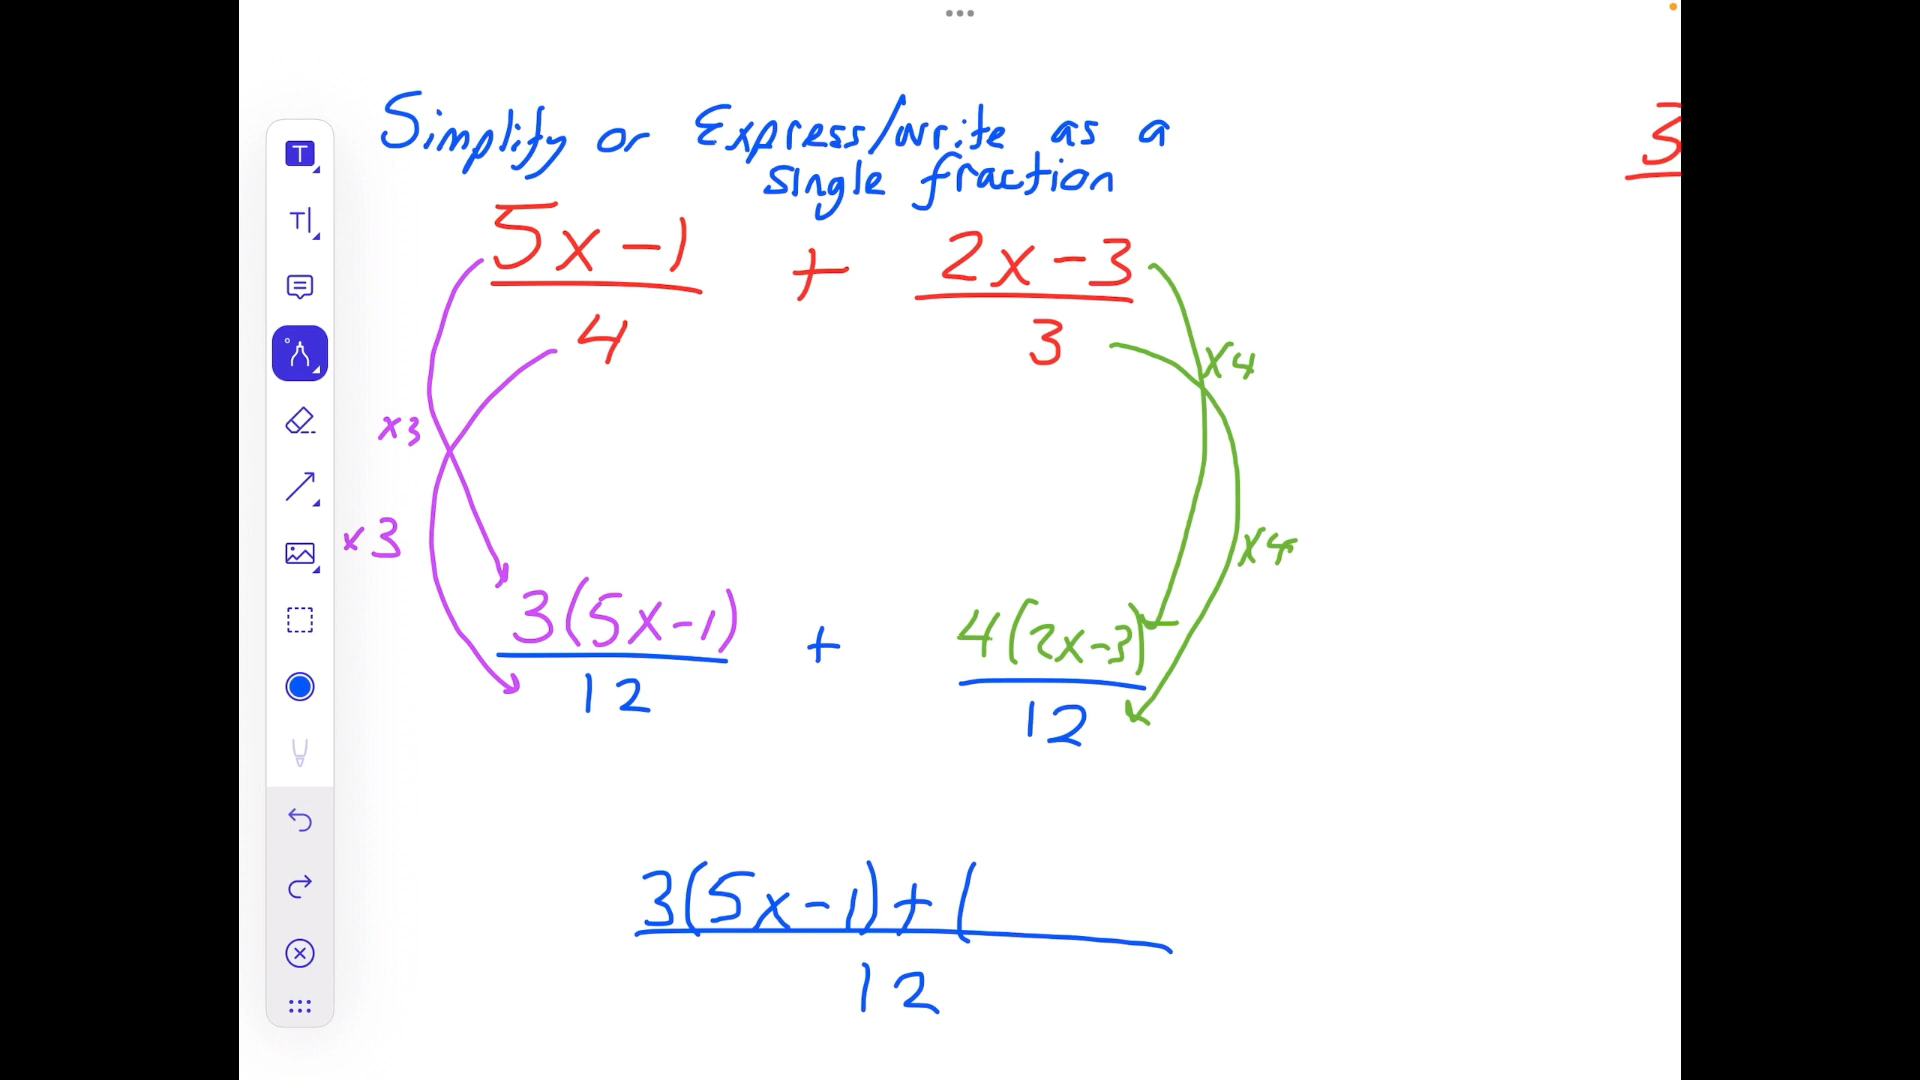 Simplify or Express/write as a
single fraction
5x-1 + 2x-3
4 3
x4
x3
x3
x4
3(5x-1) + 4(2x-3)
12 12
3(5x-1)+(
12
3
T
T|